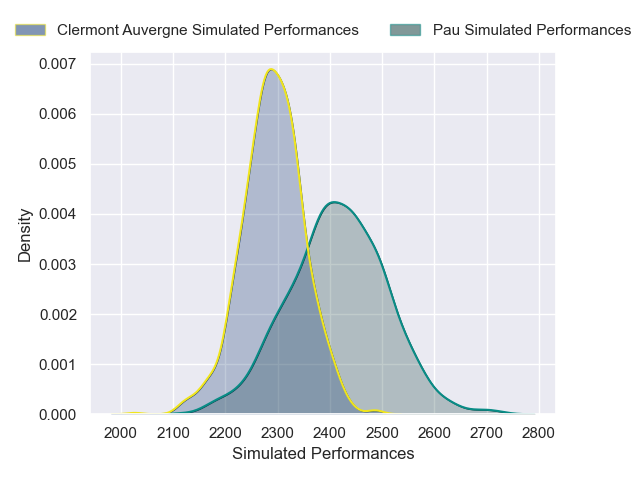 Clermont Auvergne Simulated Performances
Pau Simulated Performances
0.007
0.006
0.005
0.004
0.003
0.002
0.001
0.000
Density
2000 2100 2200 2300 2400 2500 2600 2700 2800
Simulated Performances